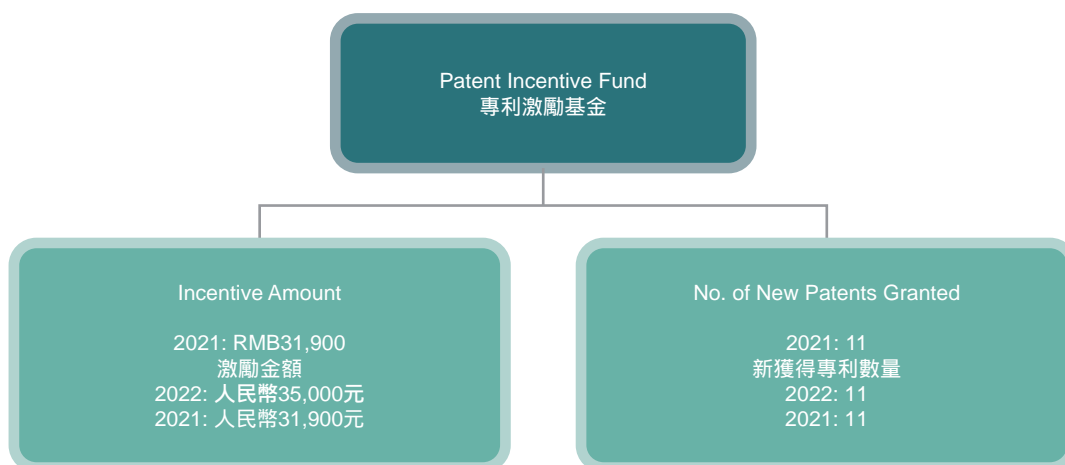 Patent Incentive Fund
專利激勵基金
Incentive Amount
2021: RMB31,900
激勵金額
2022: 人民幣35,000元
2021: 人民幣31,900元
No. of New Patents Granted
2021: 11
新獲得專利數量
2022: 11
2021: 11